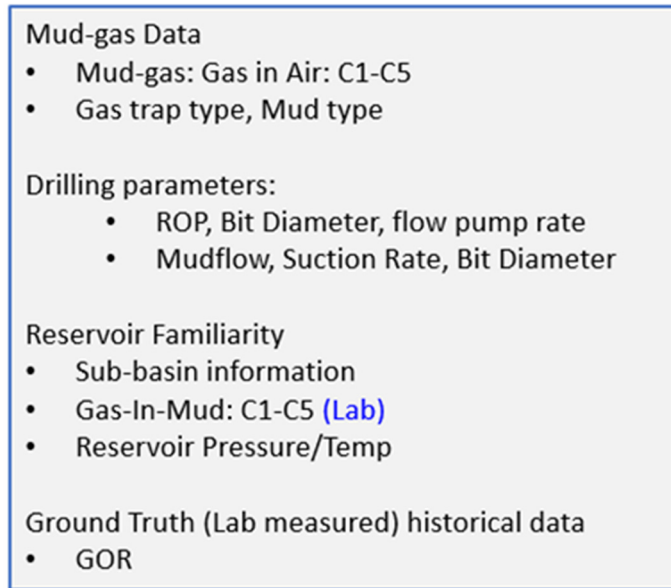 Mud-gas Data
• Mud-gas: Gas in Air: C1-C5
• Gas trap type, Mud type
Drilling parameters:
• ROP, Bit Diameter, flow pump rate
• Mudflow, Suction Rate, Bit Diameter
Reservoir Familiarity
• Sub-basin information
• Gas-In-Mud: C1-C5 (Lab)
• Reservoir Pressure/Temp
Ground Truth (Lab measured) historical data
• GOR